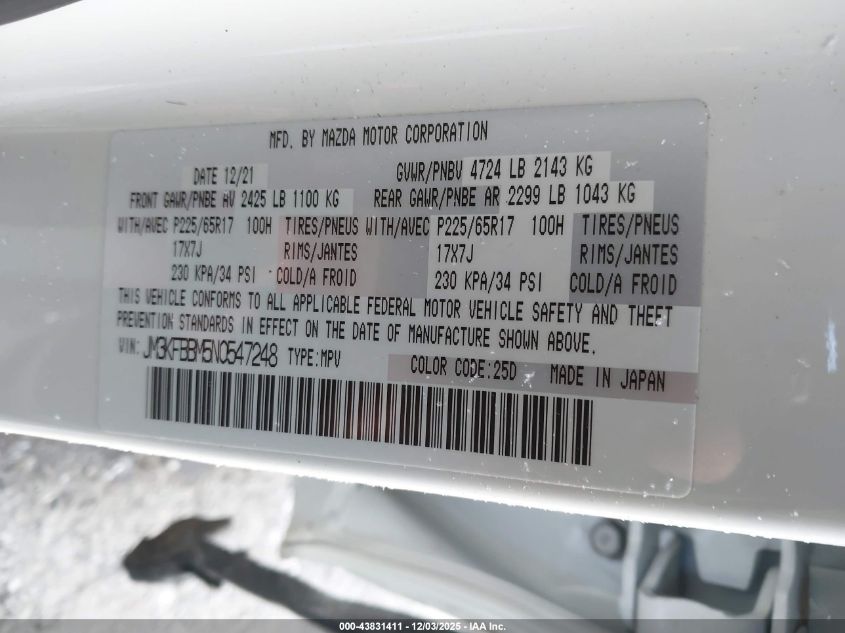 MFD. BY MAZDA MOTOR CORPORATION
DATE 12/21 GVWR/PNBV 4724 LB 2143 KG
FRONT GAWR/PNBE AV 2425 LB 1100 KG REAR GAWR/PNBE AR 2299 LB 1043 KG
WITH/AVEC P225/65R17 100H TIRES/PNEUS WITH/AVEC P225/65R17 100H TIRES/PNEUS
17X7J RIMS/JANTES 17X7J RIMS/JANTES
230 KPA/34 PSI COLD/A FROID 230 KPA/34 PSI COLD/A FROID
THIS VEHICLE CONFORMS TO ALL APPLICABLE FEDERAL MOTOR VEHICLE SAFETY AND THEFT
PREVENTION STANDARDS IN EFFECT ON THE DATE OF MANUFACTURE SHOWN ABOVE.
VIN: JM3KFBBM5N0547248 TYPE:MPV COLOR CODE:25D MADE IN JAPAN
000-43831411 - 12/03/2025 - IAA Inc.